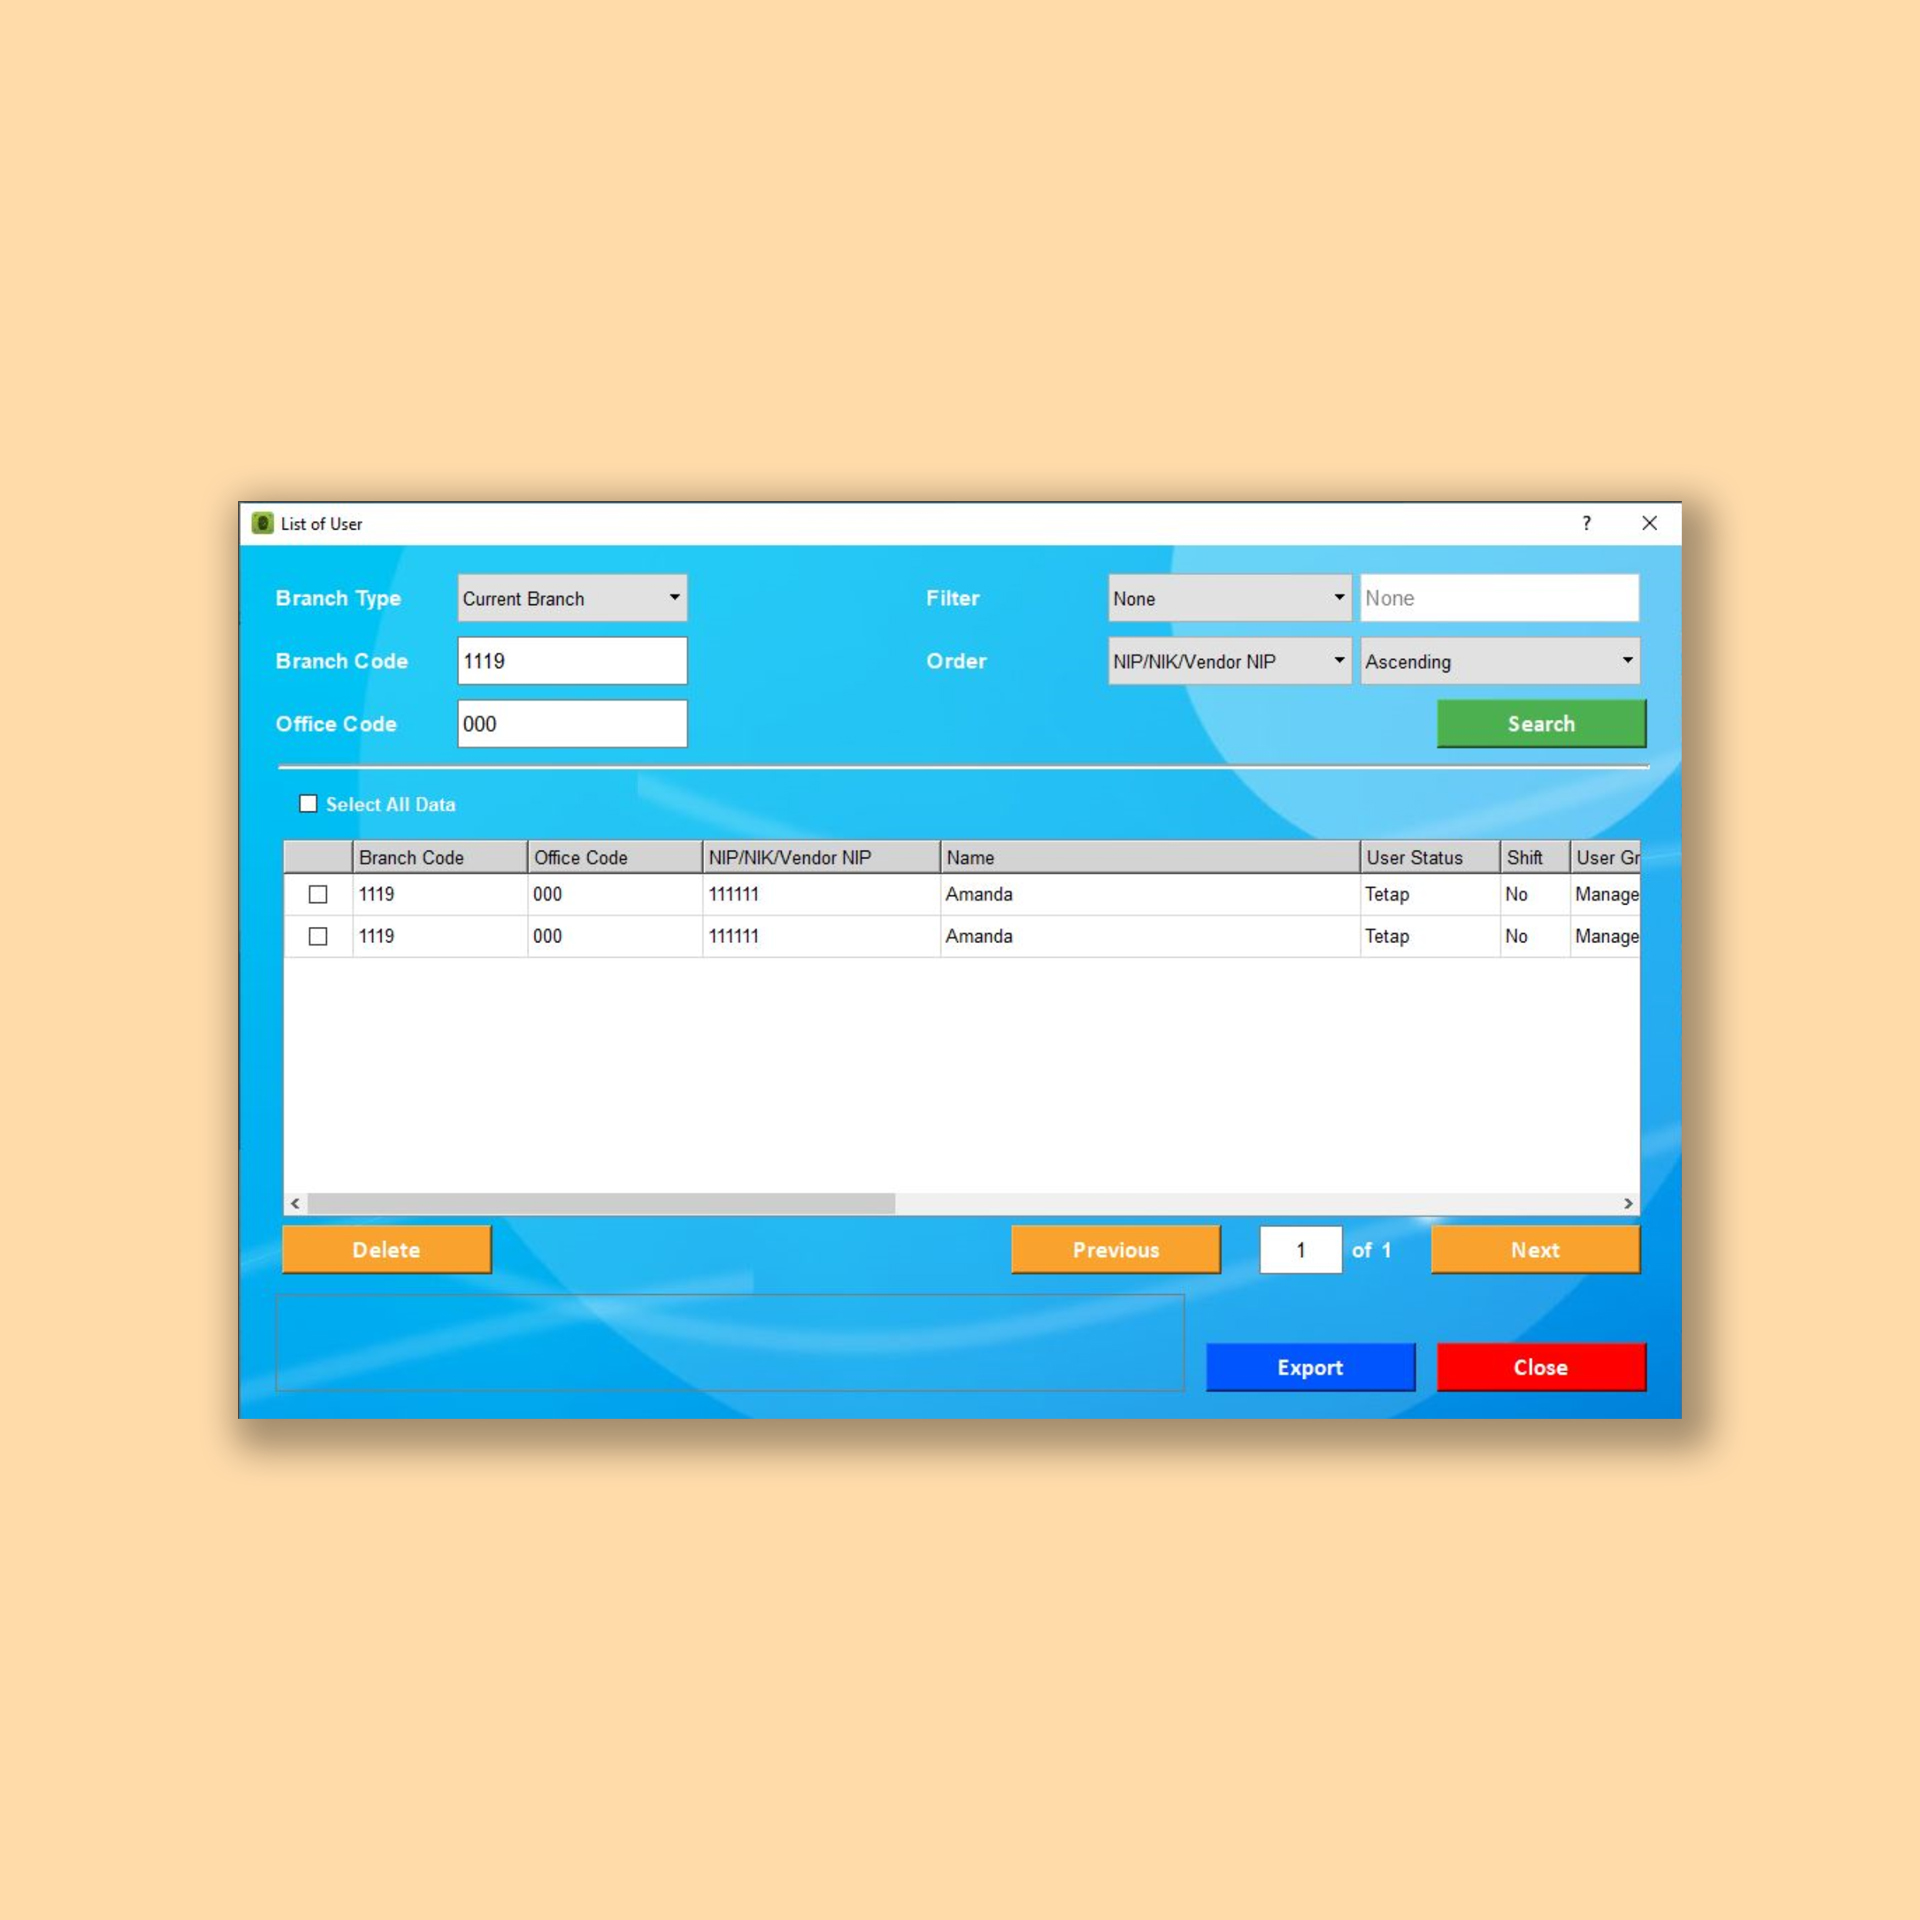 List of User ?
Branch Type Current Branch Filter None None
Branch Code 1119 Order NIP/NIK/Vendor NIP Ascending
Office Code 000 Search
Select All Data
Branch Code Office Code NIP/NIK/Vendor NIP Name User Status Shift User Gr
1119 000 111111 Amanda Tetap No Manage
1119 000 111111 Amanda Tetap No Manage
Delete Previous 1 of 1 Next
Export Close